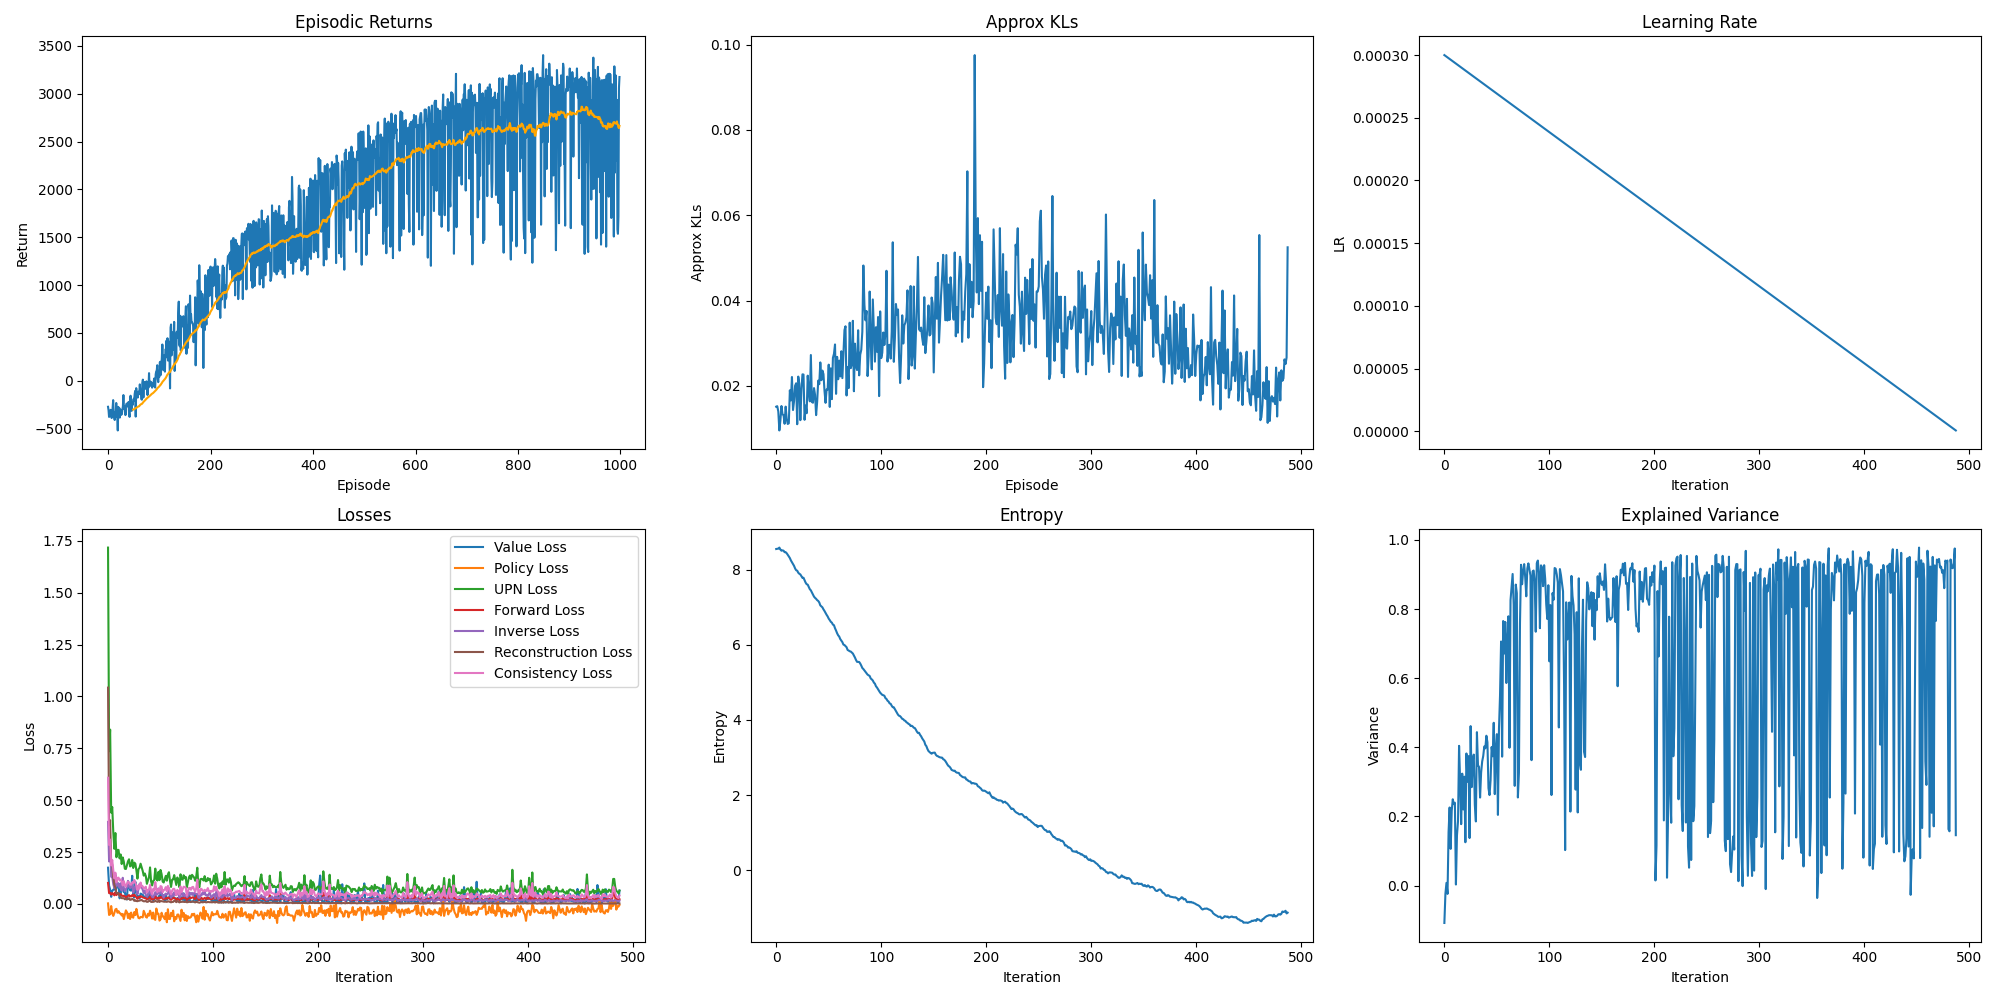 Episodic Returns
Return
3500
3000
2500
2000
1500
1000
500
0
−500
0 200 400 600 800 1000
Episode
Approx KLs
Approx KLs
0.10
0.08
0.06
0.04
0.02
0 100 200 300 400 500
Episode
Learning Rate
LR
0.00030
0.00025
0.00020
0.00015
0.00010
0.00005
0.00000
0 100 200 300 400 500
Iteration
Losses
Loss
1.75
1.50
1.25
1.00
0.75
0.50
0.25
0.00
Value Loss
Policy Loss
UPN Loss
Forward Loss
Inverse Loss
Reconstruction Loss
Consistency Loss
0 100 200 300 400 500
Iteration
Entropy
Entropy
8
6
4
2
0
0 100 200 300 400 500
Iteration
Explained Variance
Variance
1.0
0.8
0.6
0.4
0.2
0.0
0 100 200 300 400 500
Iteration